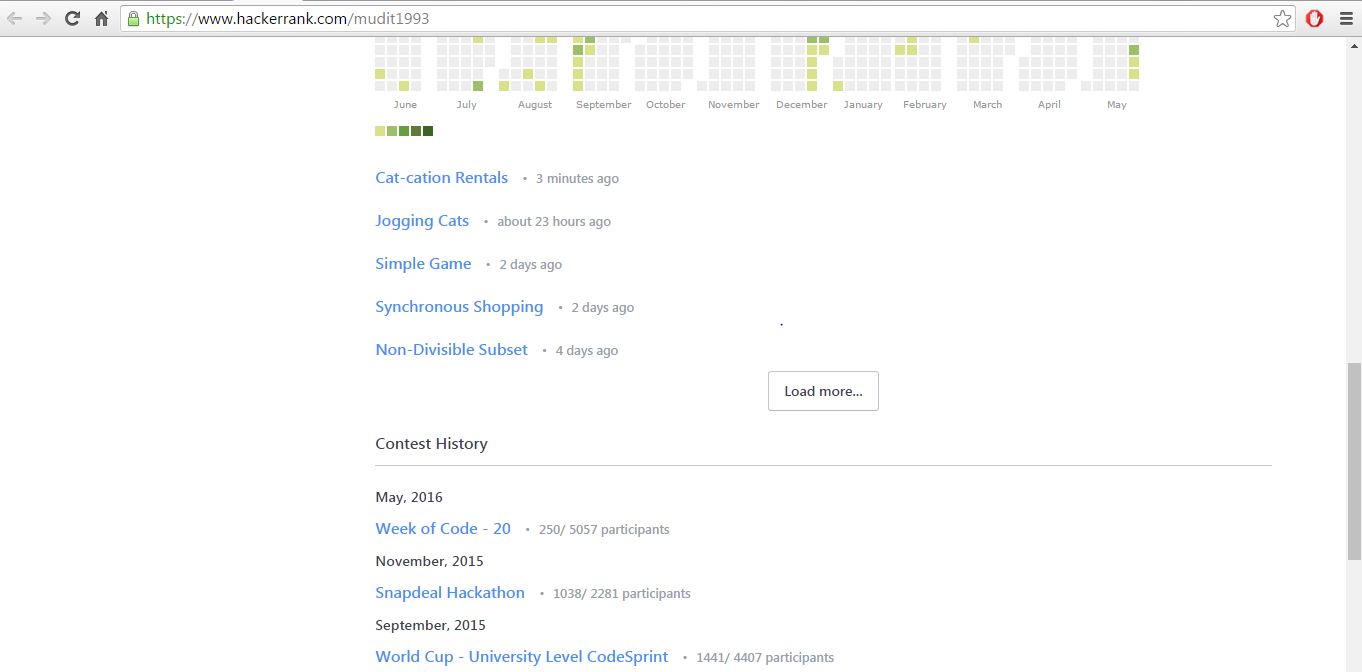 https://www.hackerrank.com/mudit1993
June July August September October November December January February March April May
Cat-cation Rentals • 3 minutes ago
Jogging Cats • about 23 hours ago
Simple Game • 2 days ago
Synchronous Shopping • 2 days ago
Non-Divisible Subset • 4 days ago
Load more...
Contest History
May, 2016
Week of Code - 20 • 250/ 5057 participants
November, 2015
Snapdeal Hackathon • 1038/ 2281 participants
September, 2015
World Cup - University Level CodeSprint • 1441/ 4407 participants